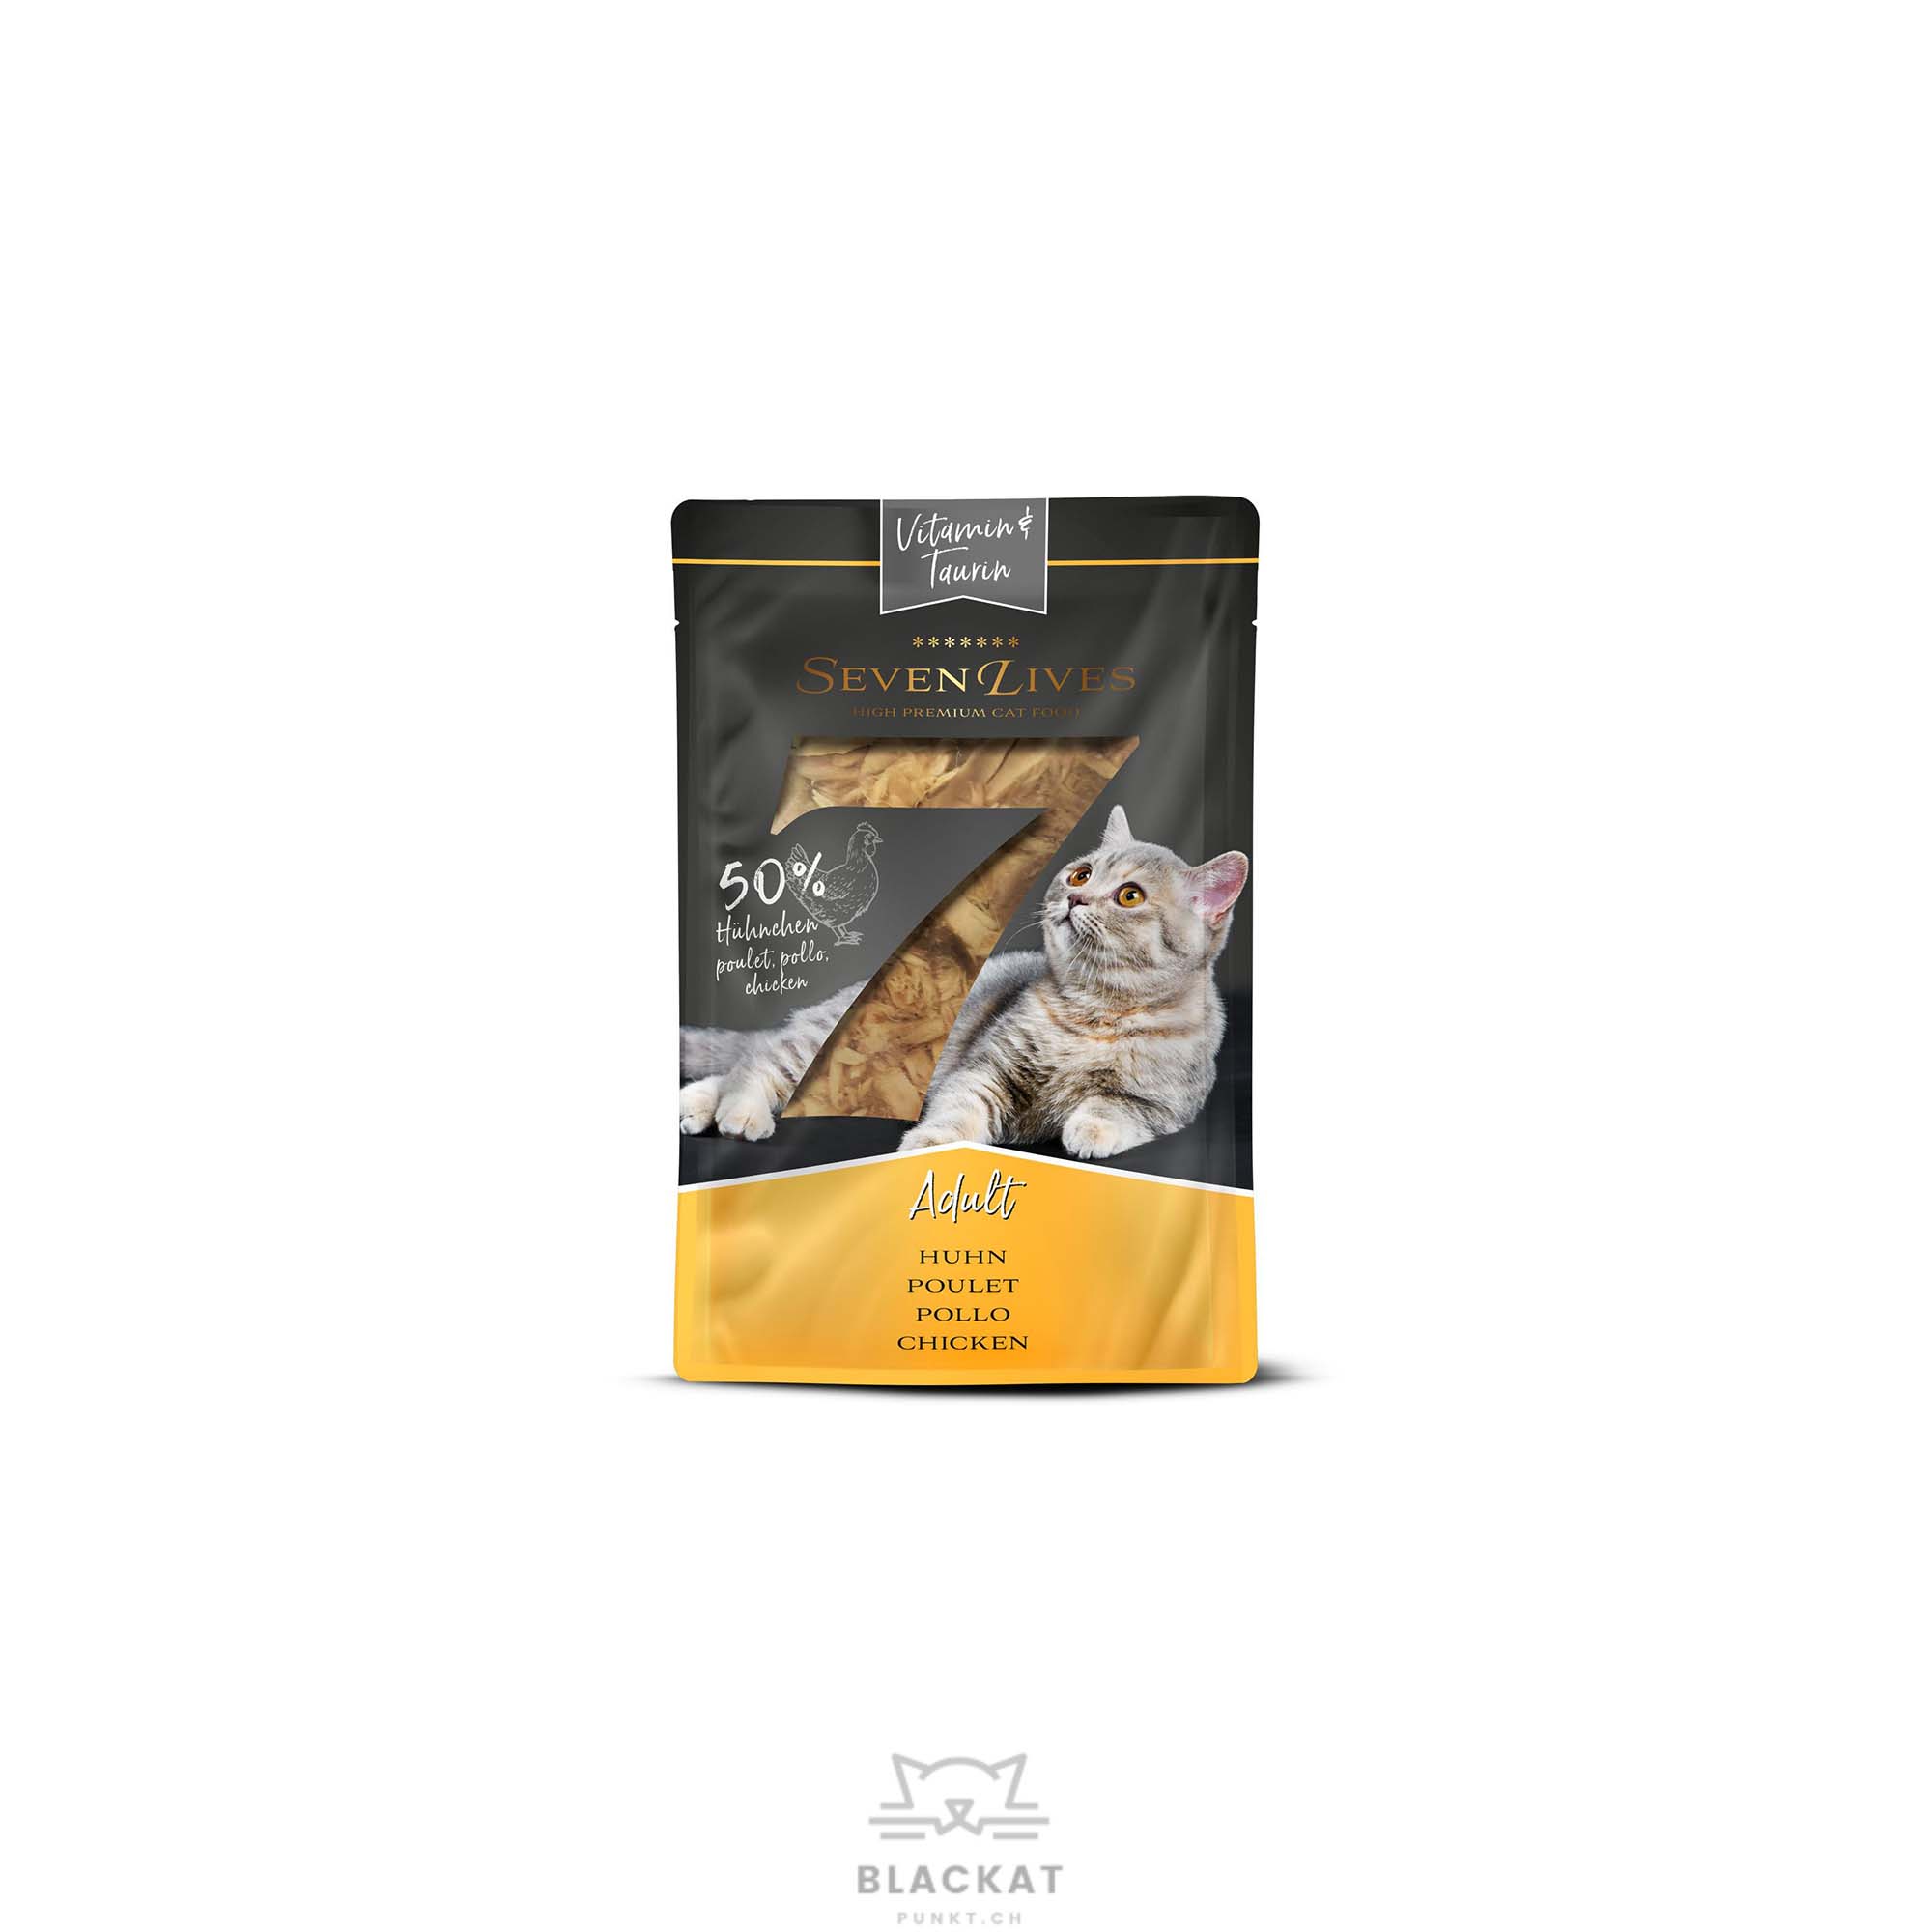 Vitamin &
Taurin
*******
SEVEN LIVES
HIGH PREMIUM CAT FOOD
50%
Hühnchen
poulet, pollo,
chicken
Adult
HUHN
POULET
POLLO
CHICKEN
BLACKAT
PUNKT.CH